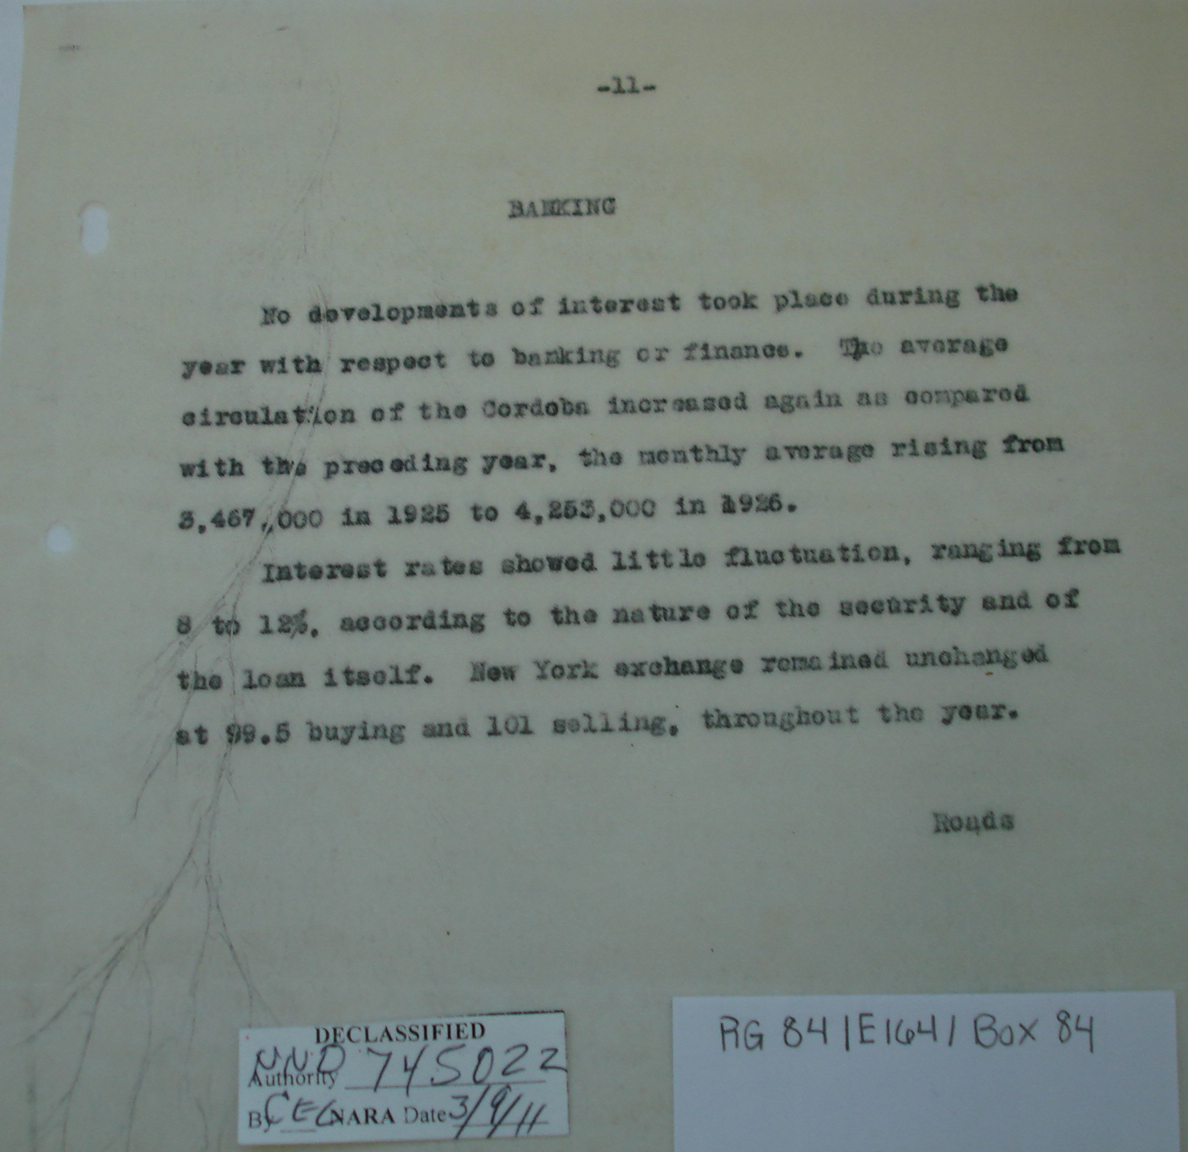 -11-
BANKING
No developments of interest took place during the
year with respect to banking or finance. The average
circulation of the Cordoba increased again as compared
with the preceding year, the monthly average rising from
3,467,000 in 1925 to 4,253,000 in 1926.
Interest rates showed little fluctuation, ranging from
8 to 12%, according to the nature of the security and of
the loan itself. New York exchange remained unchanged
at 99.5 buying and 101 selling, throughout the year.
Roads
DECLASSIFIED
Authority NND 745022
By CEC NARA Date 3/9/11
RG 84 | E164 | Box 84